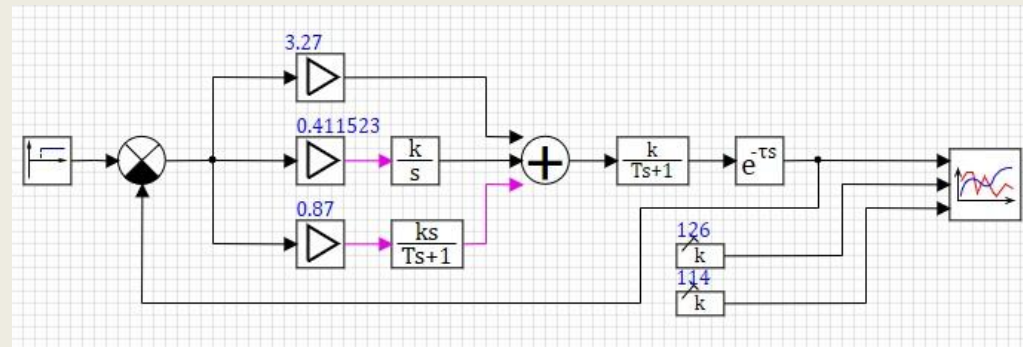 3.27
0.411523
k
s
0.87
ks
Ts+1
+
k
Ts+1
e^-τs
126
k
114
k